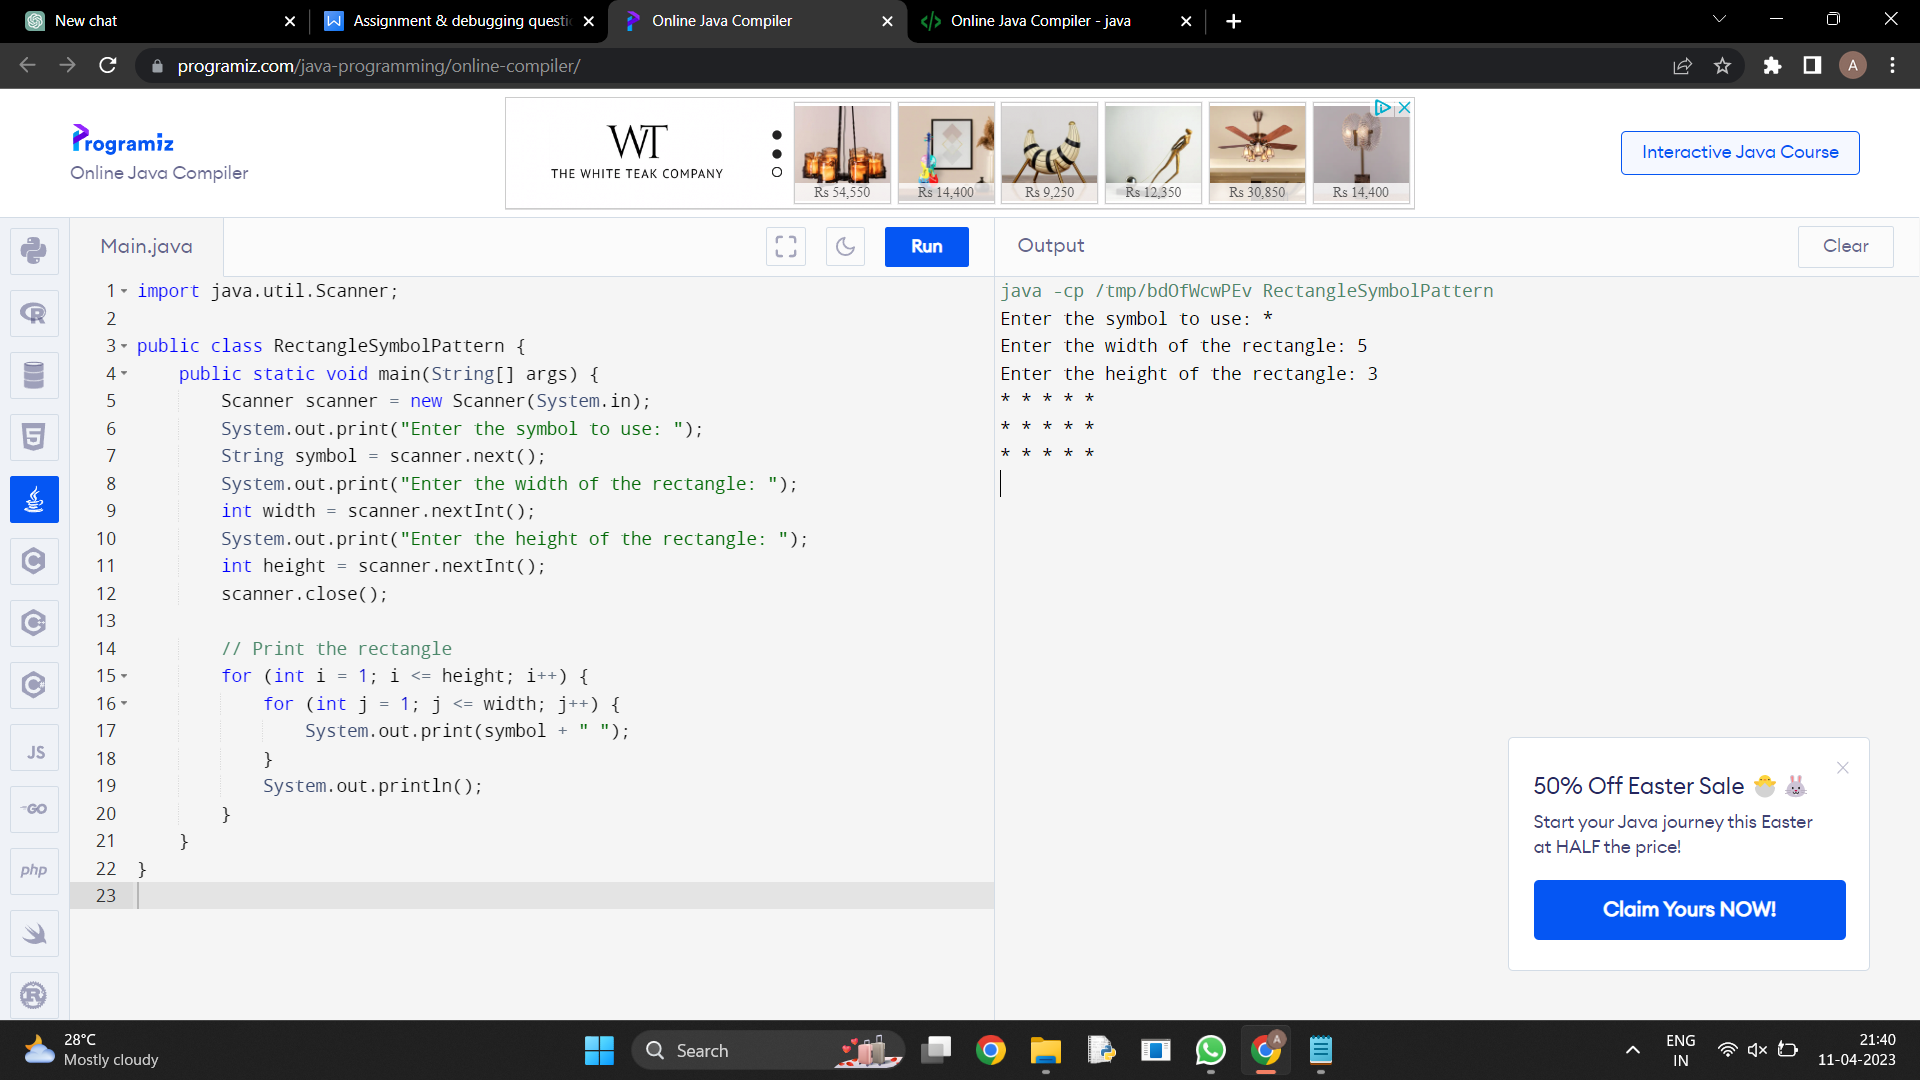 New chat
Assignment & debugging questi
Online Java Compiler
Online Java Compiler - java
programiz.com/java-programming/online-compiler/
A
Programiz
Online Java Compiler
WT
THE WHITE TEAK COMPANY
Rs 54,550
Rs 14,400
Rs 9,250
Rs 12,350
Rs 30,850
Rs 14,400
Interactive Java Course
Main.java
Run
Output
Clear
1 import java.util.Scanner;
2
3 public class RectangleSymbolPattern {
4     public static void main(String[] args) {
5         Scanner scanner = new Scanner(System.in);
6         System.out.print("Enter the symbol to use: ");
7         String symbol = scanner.next();
8         System.out.print("Enter the width of the rectangle: ");
9         int width = scanner.nextInt();
10         System.out.print("Enter the height of the rectangle: ");
11         int height = scanner.nextInt();
12         scanner.close();
13
14         // Print the rectangle
15         for (int i = 1; i <= height; i++) {
16             for (int j = 1; j <= width; j++) {
17                 System.out.print(symbol + " ");
18             }
19             System.out.println();
20         }
21     }
22 }
23
java -cp /tmp/bdOfWcwPEv RectangleSymbolPattern
Enter the symbol to use: *
Enter the width of the rectangle: 5
Enter the height of the rectangle: 3
* * * * *
* * * * *
* * * * *
JS
GO
php
50% Off Easter Sale 🐣 🐰
Start your Java journey this Easter
at HALF the price!
Claim Yours NOW!
28°C
Mostly cloudy
Search
A
ENG
IN
21:40
11-04-2023